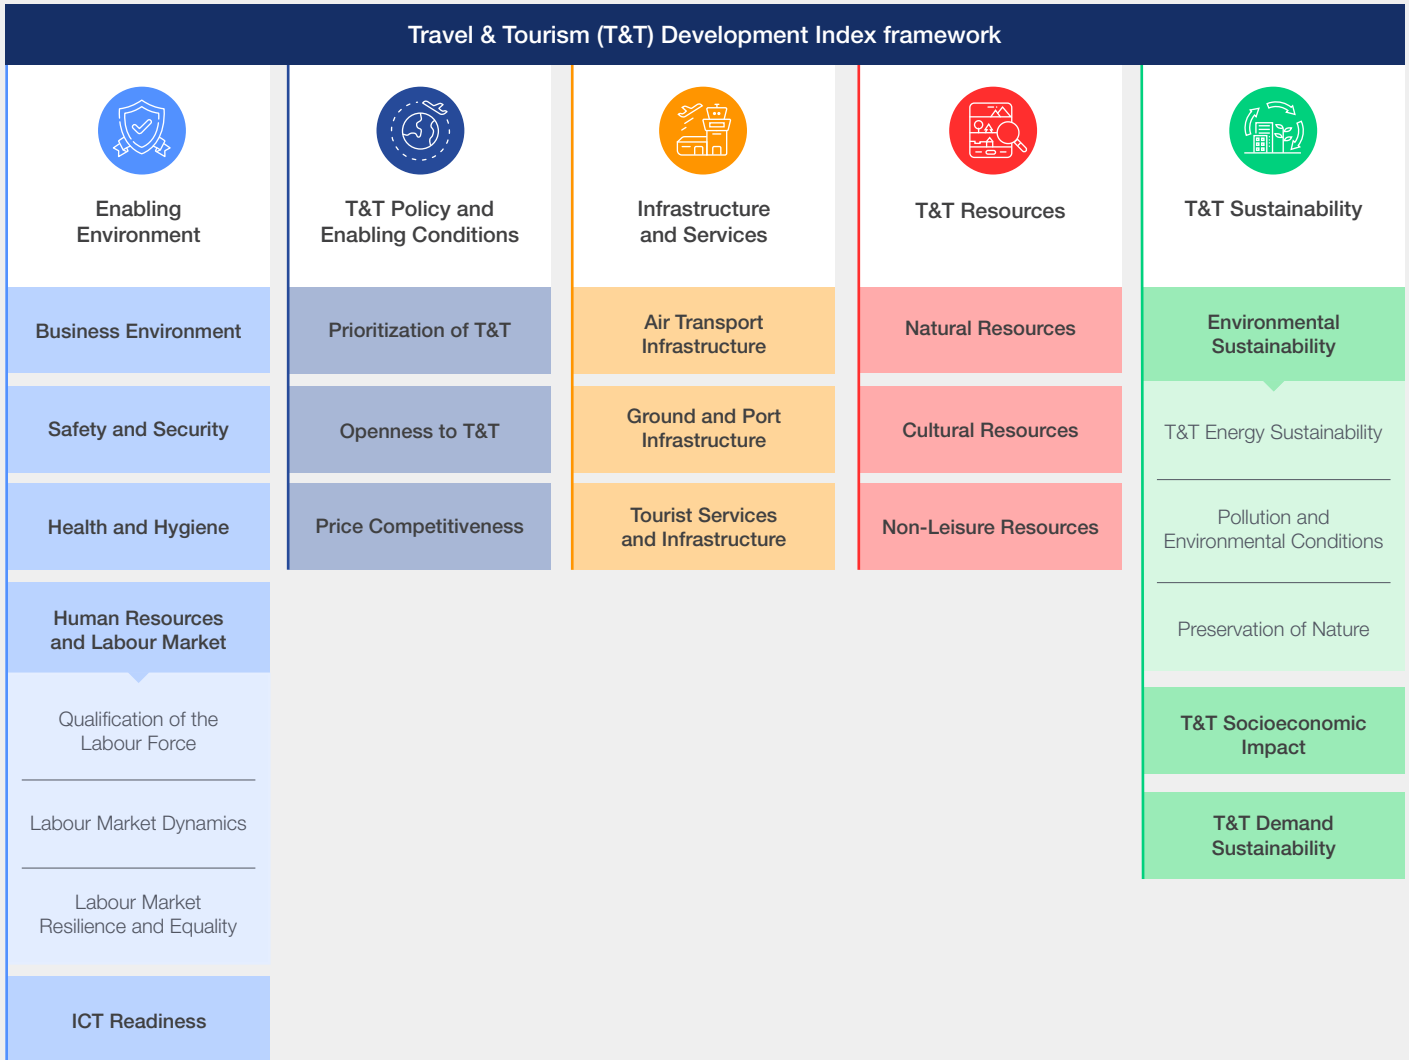 Travel & Tourism (T&T) Development Index framework
Enabling
Environment
Business Environment
Safety and Security
Health and Hygiene
Human Resources
and Labour Market
Qualification of the
Labour Force
Labour Market Dynamics
Labour Market
Resilience and Equality
ICT Readiness
T&T Policy and
Enabling Conditions
Prioritization of T&T
Openness to T&T
Price Competitiveness
Infrastructure
and Services
Air Transport
Infrastructure
Ground and Port
Infrastructure
Tourist Services
and Infrastructure
T&T Resources
Natural Resources
Cultural Resources
Non-Leisure Resources
T&T Sustainability
Environmental
Sustainability
T&T Energy Sustainability
Pollution and
Environmental Conditions
Preservation of Nature
T&T Socioeconomic
Impact
T&T Demand
Sustainability